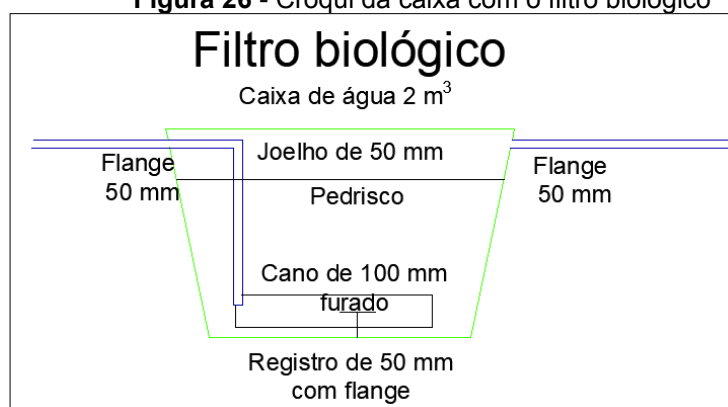 Figura 26 - Croqui da caixa com o filtro biológico
Filtro biológico
Caixa de água 2 m³
Joelho de 50 mm
Flange
50 mm
Flange
50 mm
Pedrisco
Cano de 100 mm
furado
Registro de 50 mm
com flange